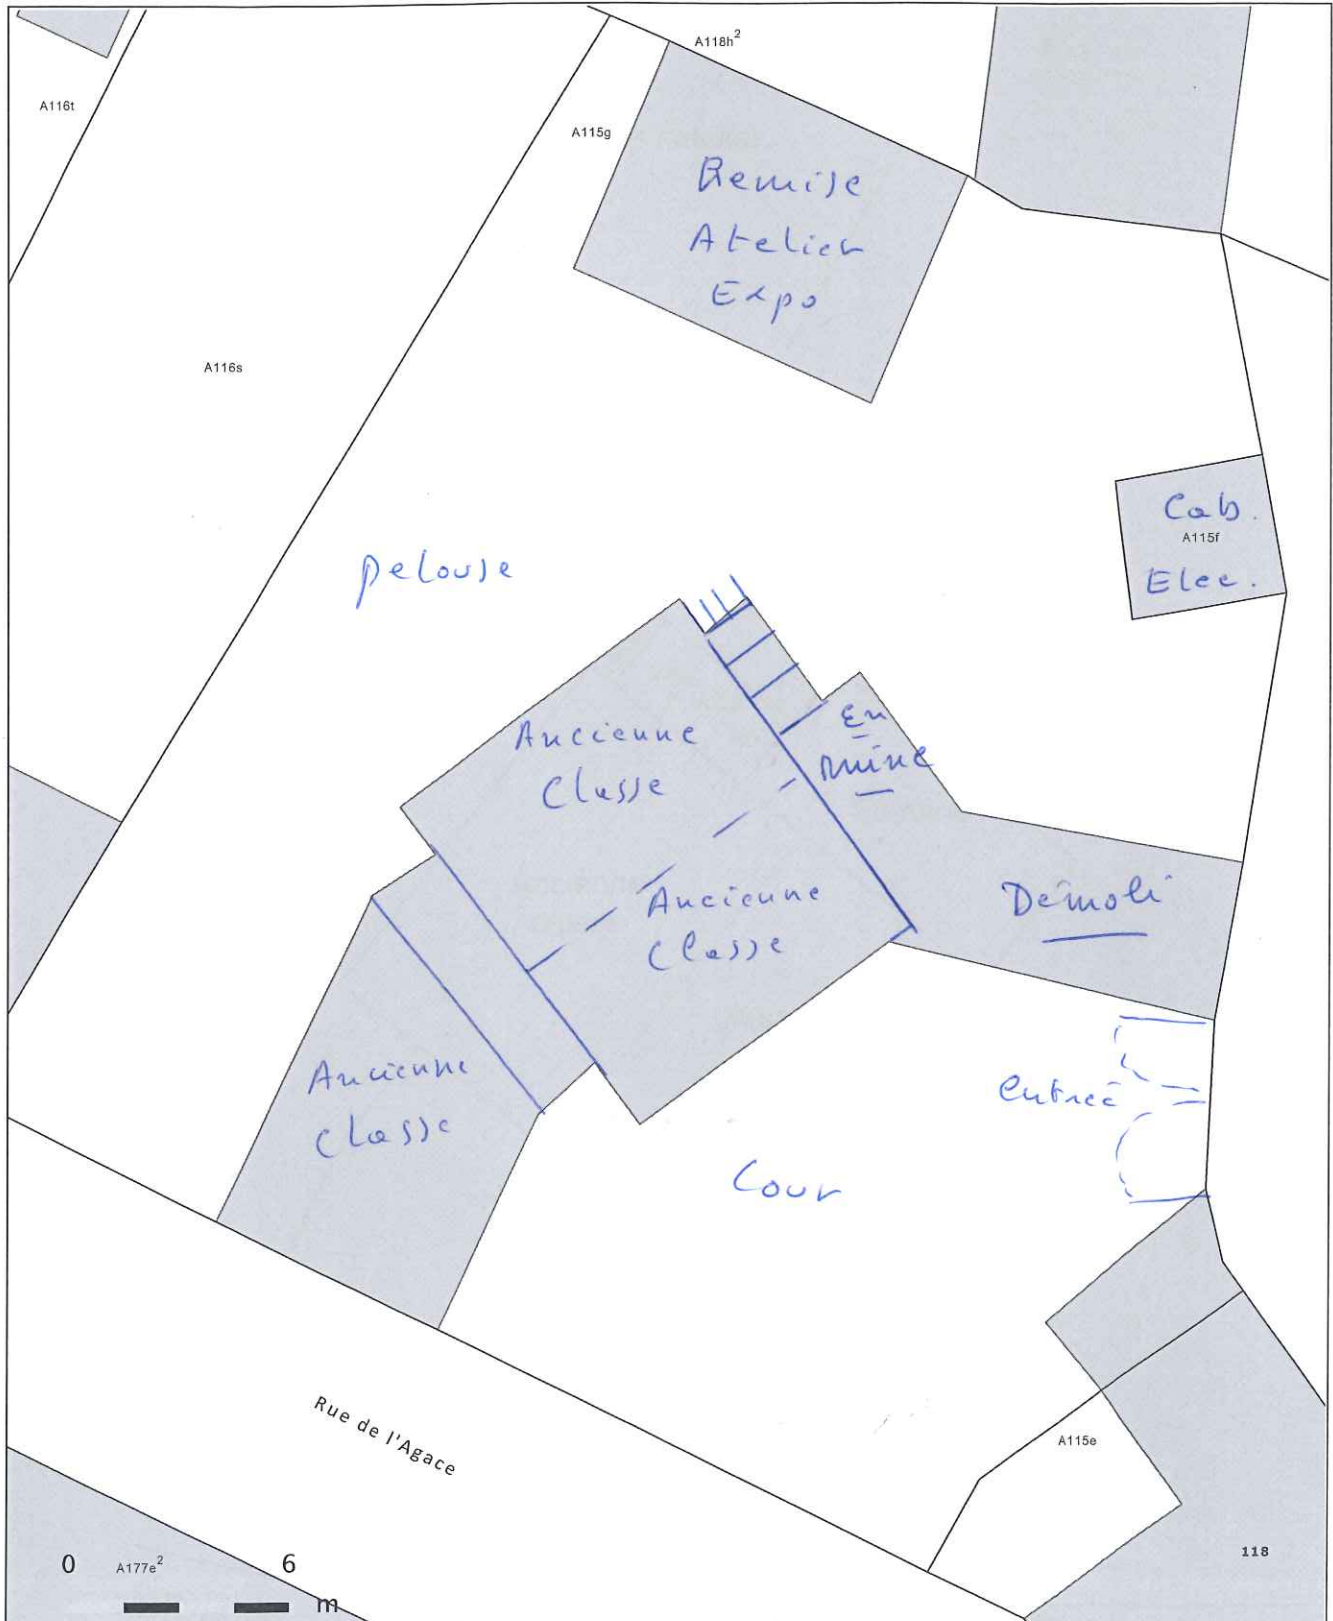 A118h²
A116t
A115g
Remise
Atelier
Expo
A116s
Cab.
A115f
Elec.
pelouse
En
ruine
Ancienne
Classe
Ancienne
Classe
Démoli
Ancienne
Classe
entrée
Cour
Rue de l'Agace
A115e
118
0 A177e² 6
m